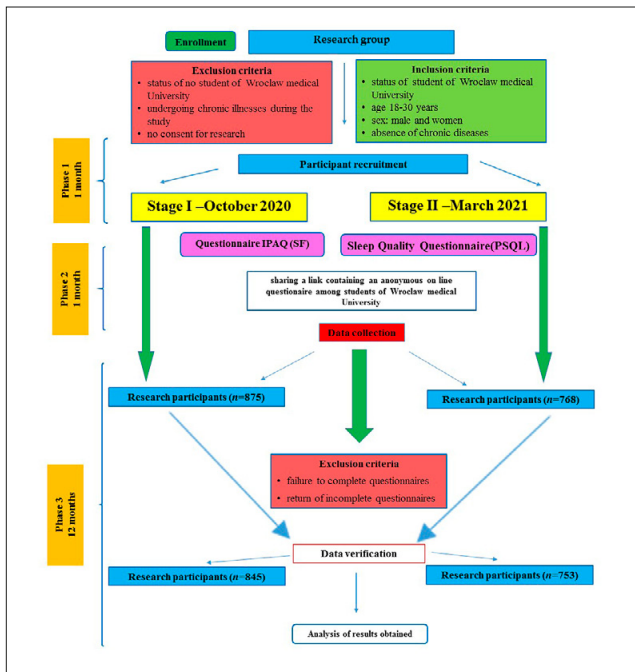 Enrollment
Research group
Exclusion criteria
• status of no student of Wroclaw medical
University
• undergoing chronic illnesses during the
study
• no consent for research
Inclusion criteria
• status of student of Wroclaw medical
University
• age 18-30 years
• sex: male and women
• absence of chronic diseases
Phase 1
1 month
Participant recruitment
Stage I –October 2020
Stage II –March 2021
Phase 2
1 month
Questionnaire IPAQ (SF)
Sleep Quality Questionnaire(PSQL)
sharing a link containing an anonymous on line
questionaire among students of Wroclaw medical
University
Data collection
Phase 3
12 months
Research participants (n=875)
Research participants (n=768)
Exclusion criteria
• failure to complete questionnaires
• return of incomplete questionnaires
Data verification
Research participants (n=845)
Research participants (n=753)
Analysis of results obtained